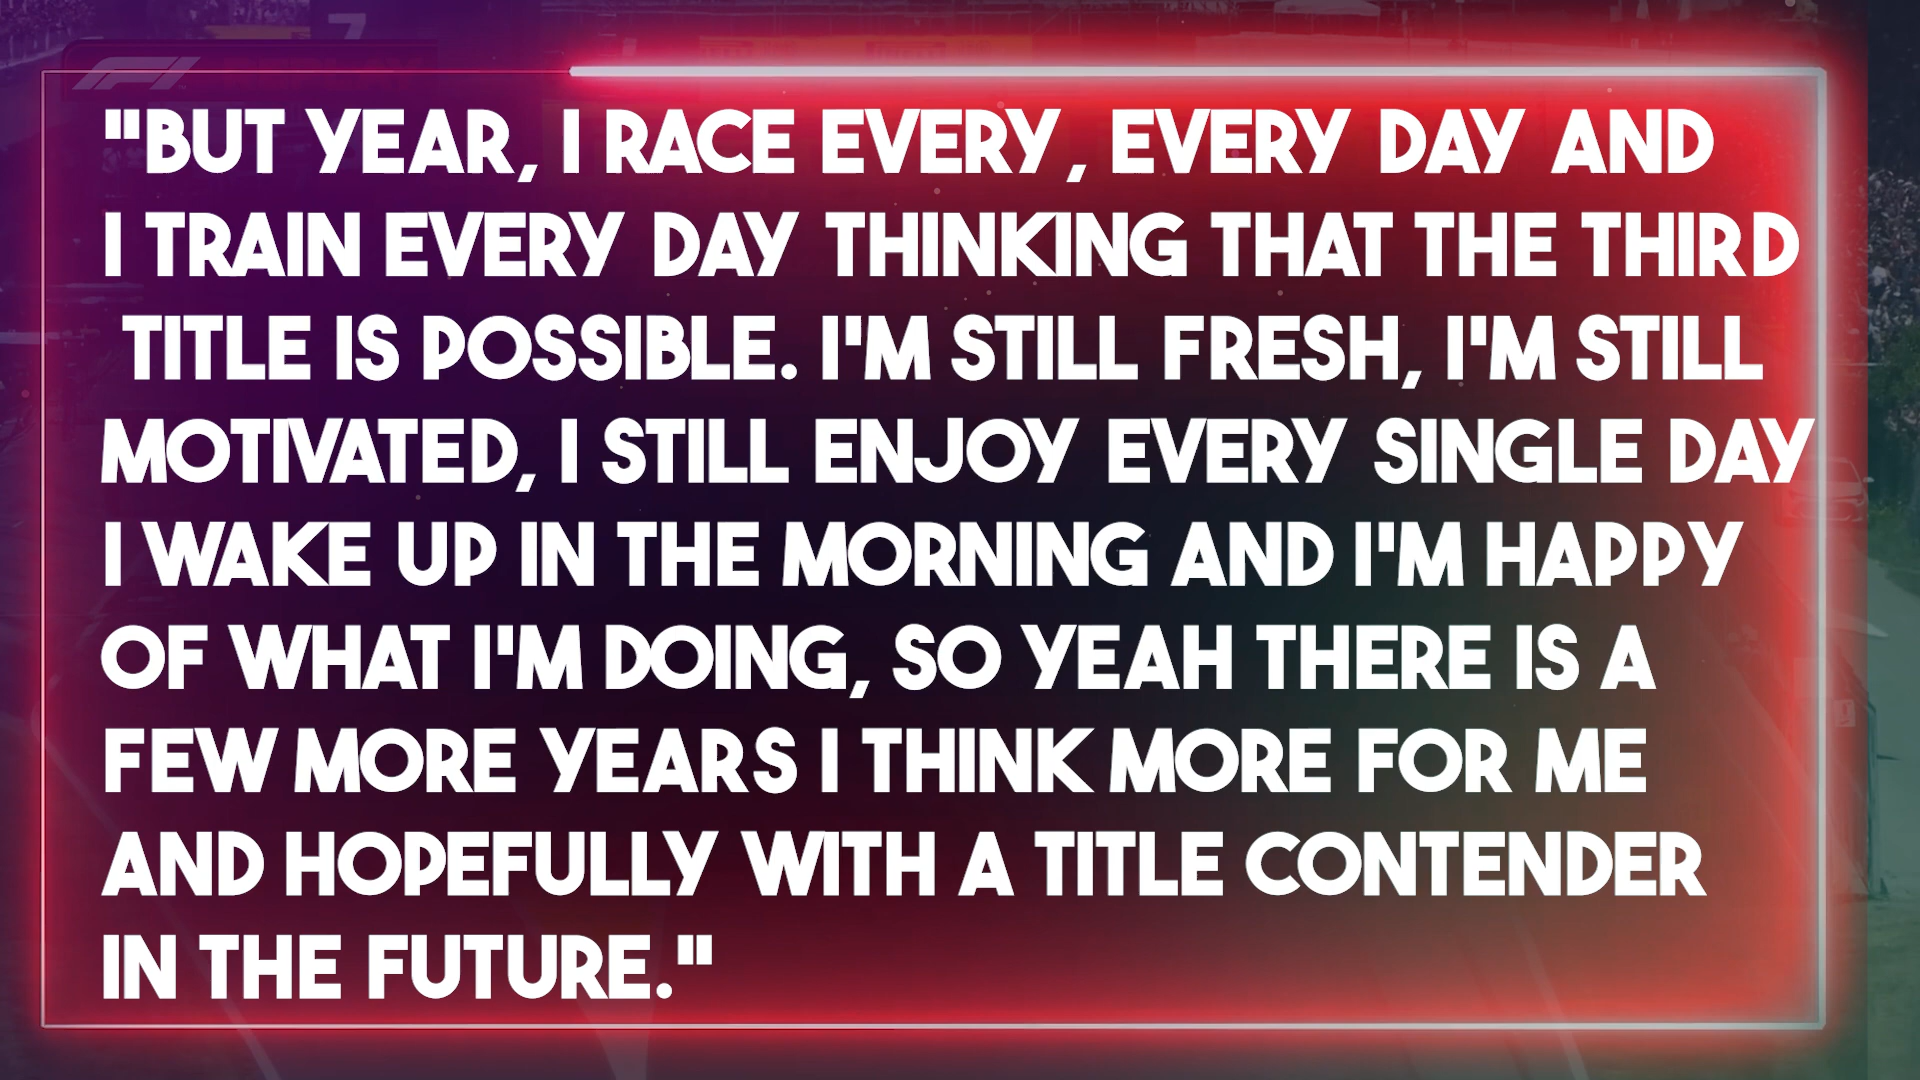 7
F1
"BUT YEAR, I RACE EVERY, EVERY DAY AND
I TRAIN EVERY DAY THINKING THAT THE THIRD
TITLE IS POSSIBLE. I'M STILL FRESH, I'M STILL
MOTIVATED, I STILL ENJOY EVERY SINGLE DAY
I WAKE UP IN THE MORNING AND I'M HAPPY
OF WHAT I'M DOING, SO YEAH THERE IS A
FEW MORE YEARS I THINK MORE FOR ME
AND HOPEFULLY WITH A TITLE CONTENDER
IN THE FUTURE."